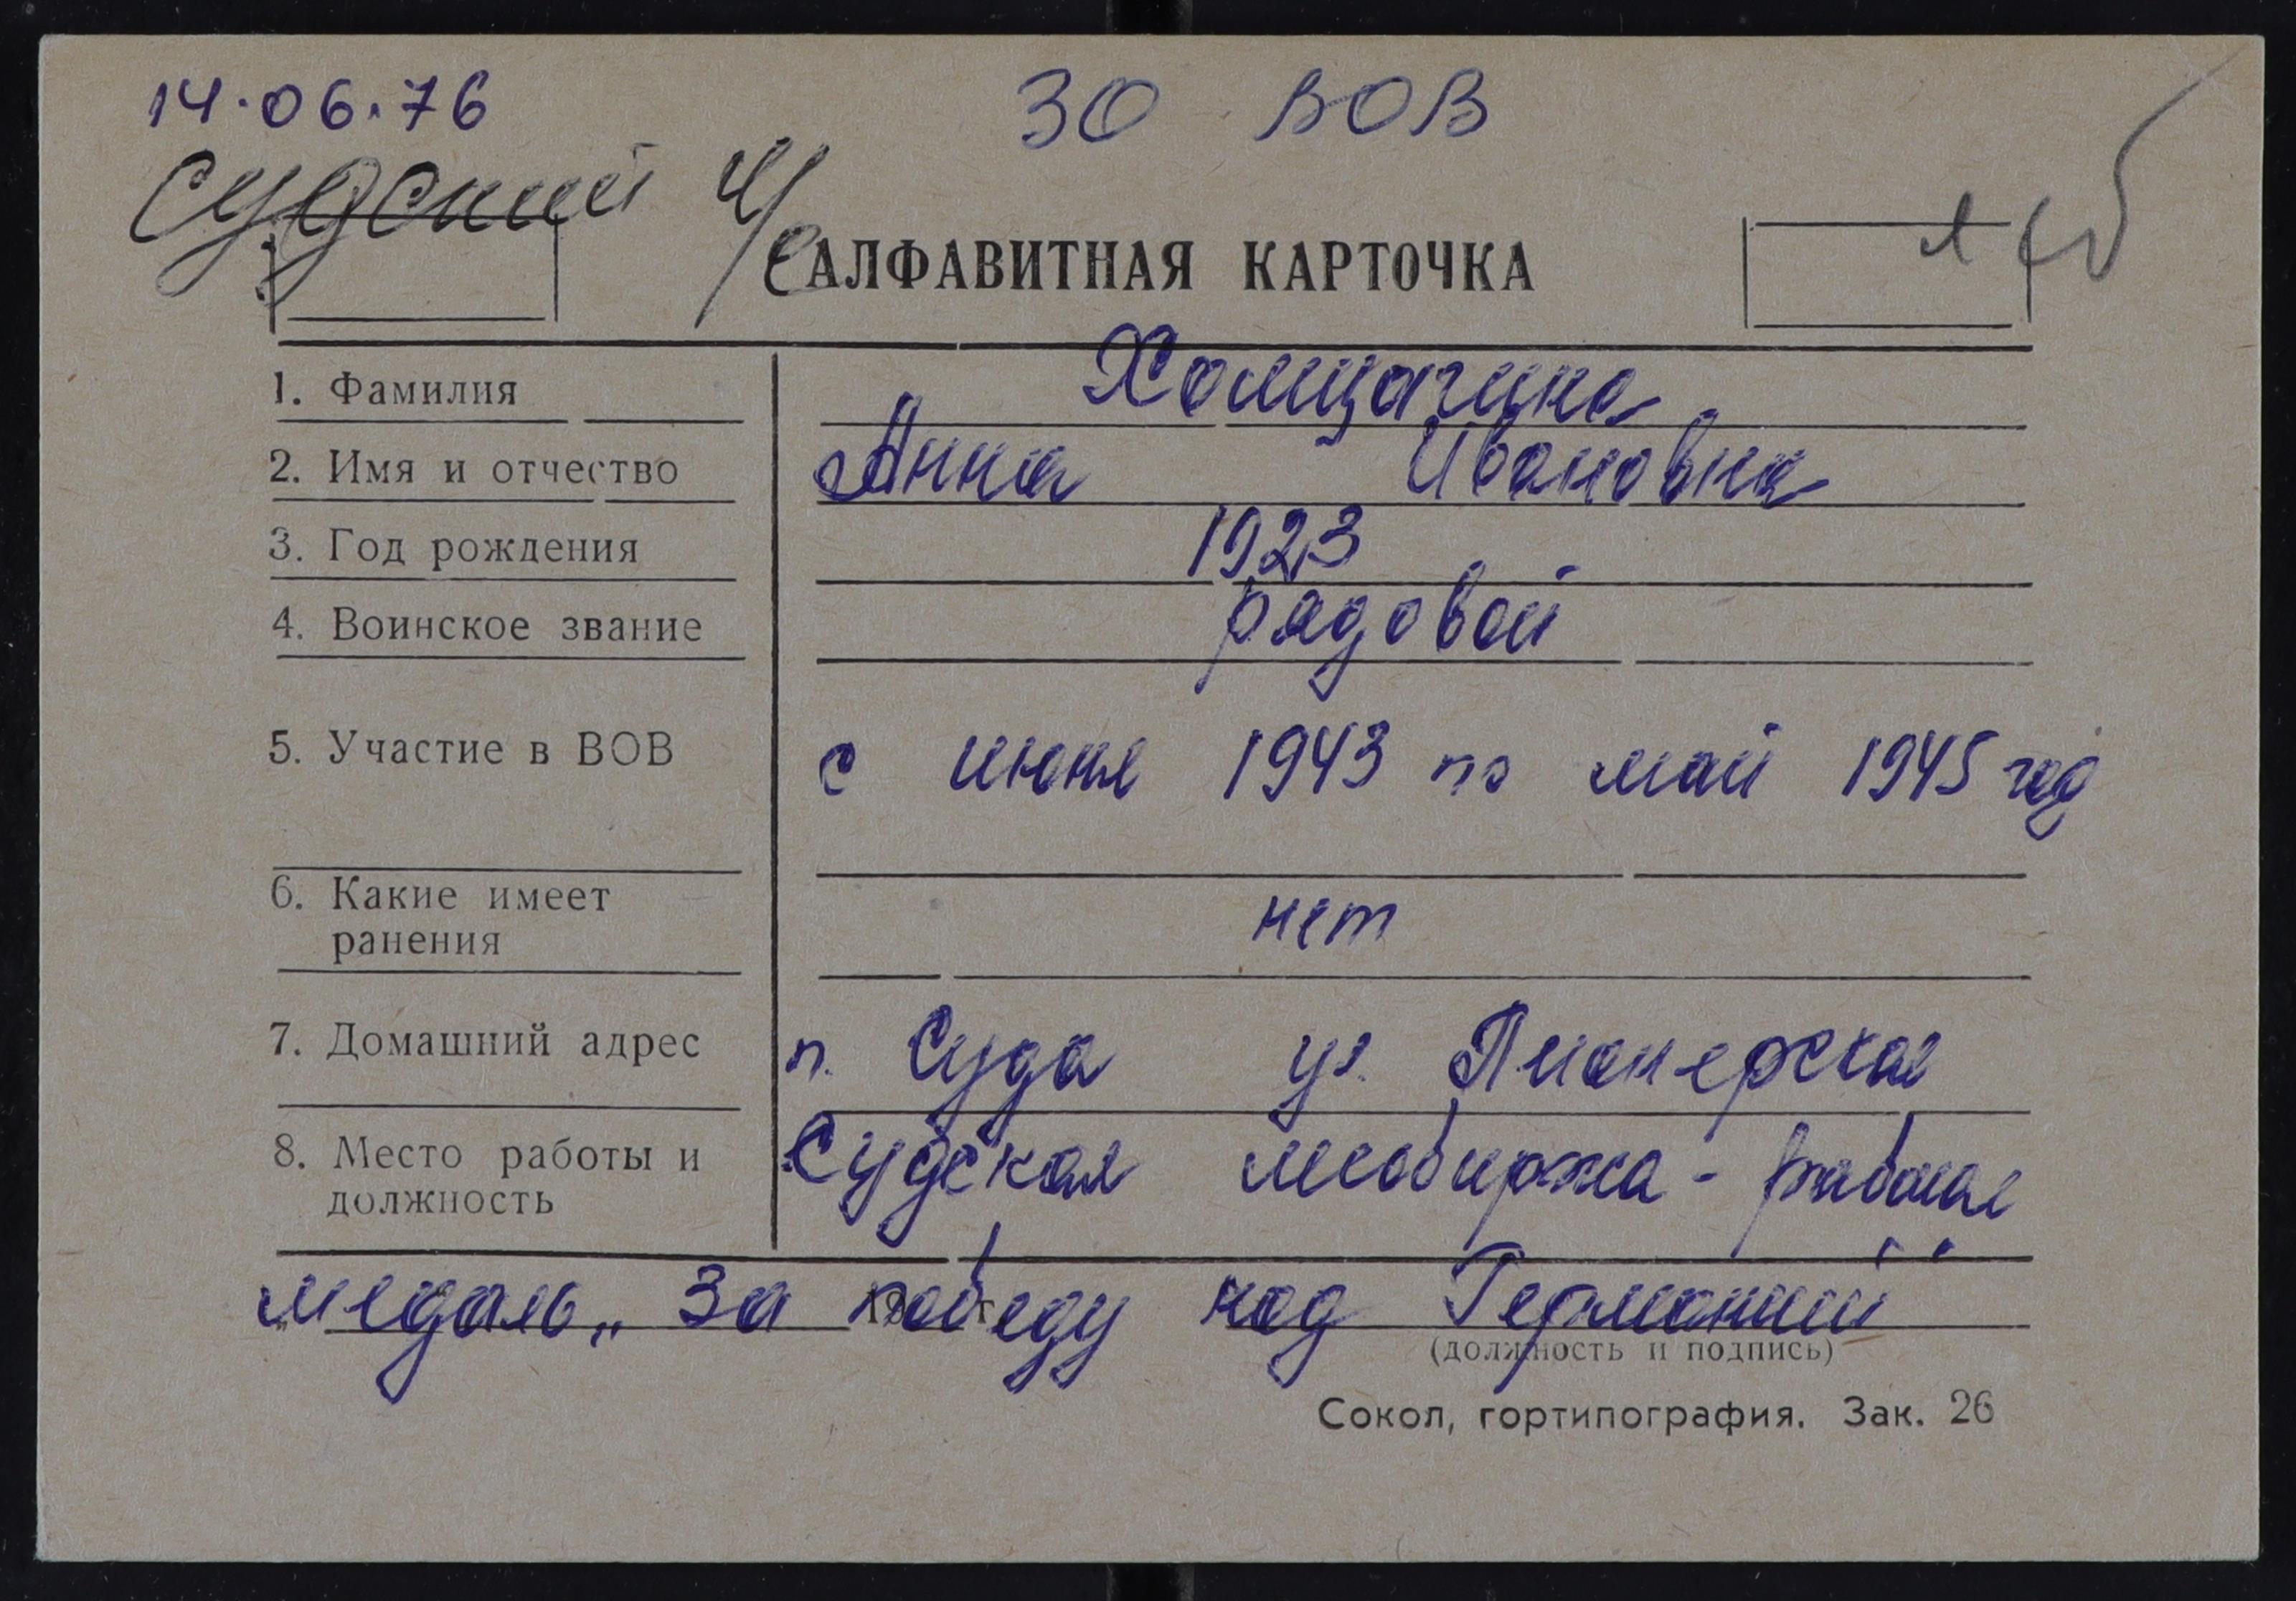 14.06.76 30 ВОВ
Судский ч/с
АЛФАВИТНАЯ КАРТОЧКА
1. Фамилия Хомцагина
2. Имя и отчество Анна Ивановна
3. Год рождения 1923
4. Воинское звание рядовой
5. Участие в ВОВ с июня 1943 по май 1945 год
6. Какие имеет нет
ранения
7. Домашний адрес п. Суда ул. Пионерская
8. Место работы и Судская лесобиржа - рабочая
должность
медаль „За победу над Германией"
(должность и подпись)
Сокол, гортипография. Зак. 26